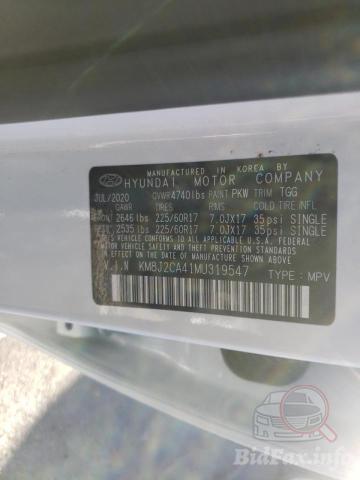 MANUFACTURED IN KOREA BY
HYUNDAI MOTOR COMPANY
JUL/2020 GVWR 4740 lbs PAINT PKW TRIM TGG
GAWR TIRES RIMS COLD TIRE INFL
2646 lbs 225/60R17 7.0JX17 35psi SINGLE
2535 lbs 225/60R17 7.0JX17 35psi SINGLE
THIS VEHICLE CONFORMS TO ALL APPLICABLE
U.S. FEDERAL MOTOR VEHICLE SAFETY AND THEFT
PREVENTION STANDARDS IN EFFECT ON THE DATE OF
MANUFACTURE SHOWN ABOVE.
V.I.N KM8J2CA41MU319547 TYPE: MPV
BidFax.info